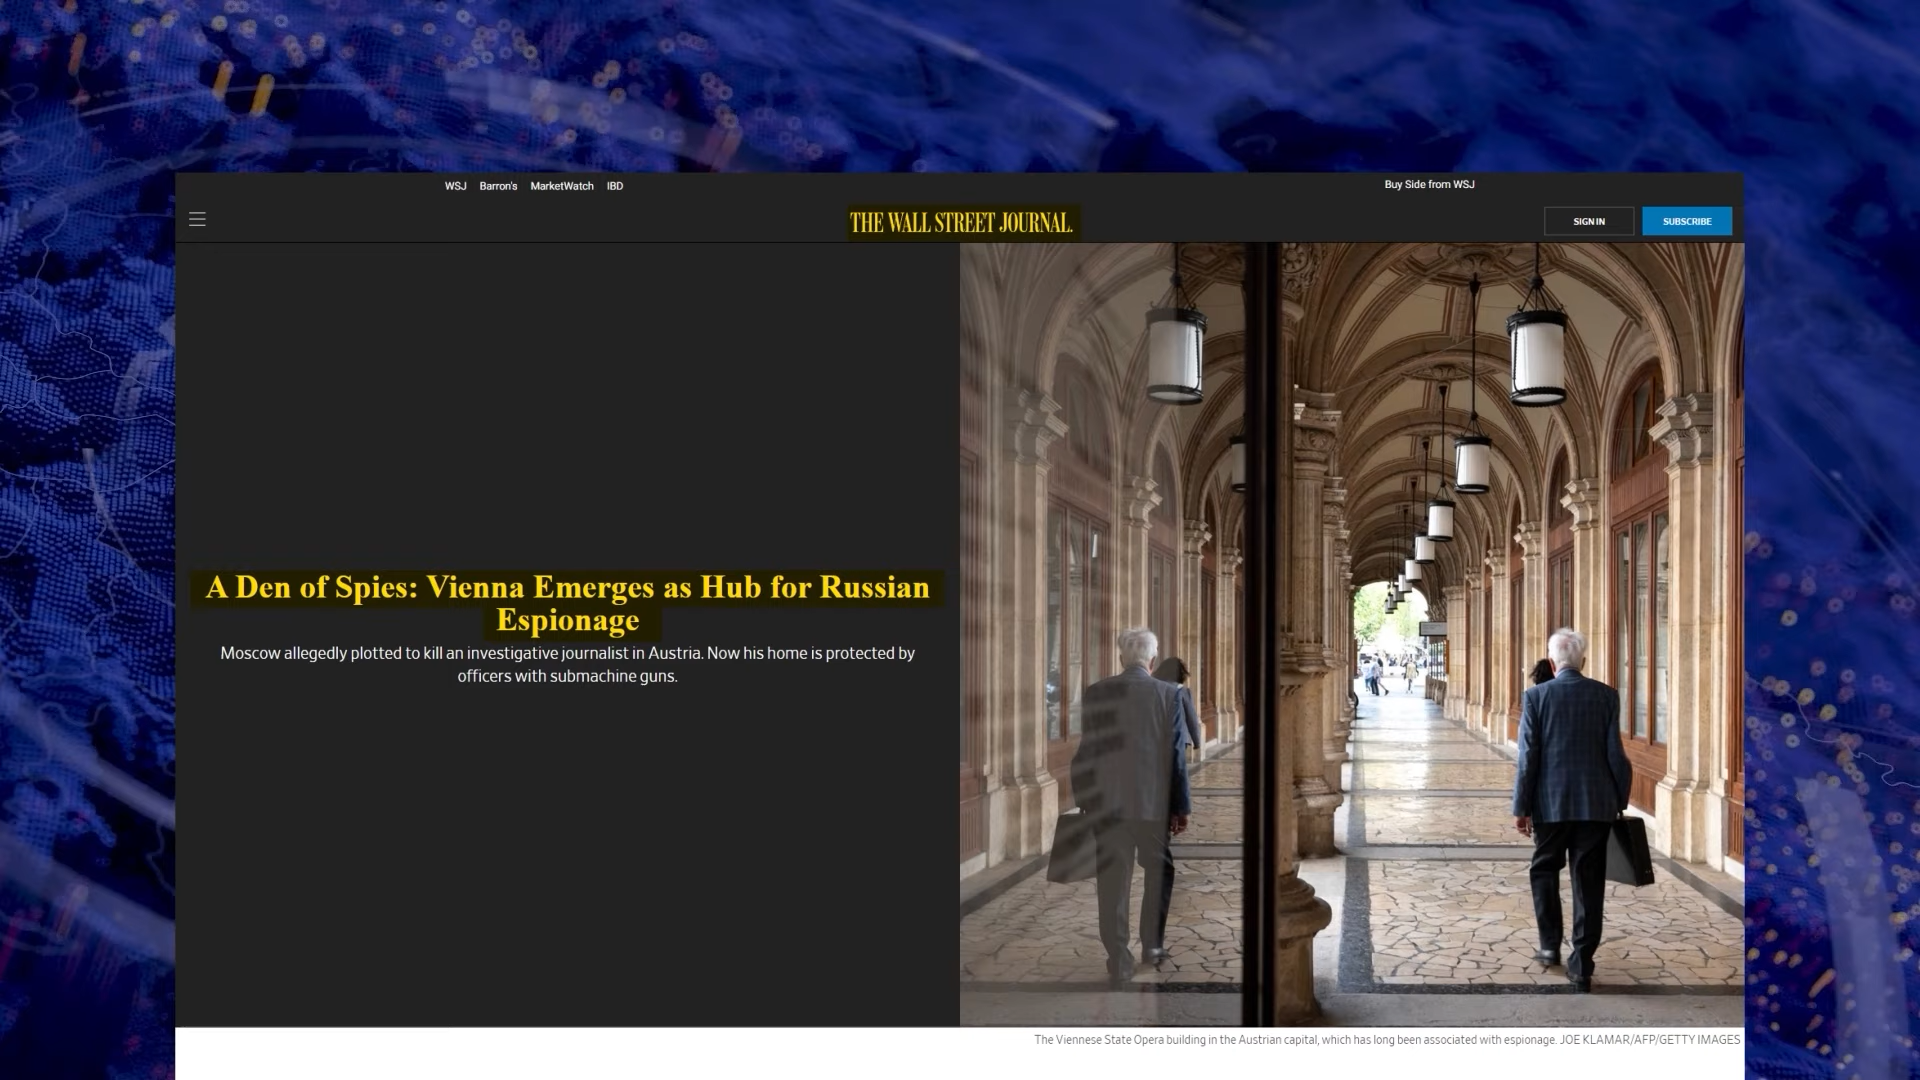 WSJ Barron's MarketWatch IBD
Buy Side from WSJ
THE WALL STREET JOURNAL.
SIGN IN
SUBSCRIBE
A Den of Spies: Vienna Emerges as Hub for Russian
Espionage
Moscow allegedly plotted to kill an investigative journalist in Austria. Now his home is protected by
officers with submachine guns.
The Viennese State Opera building in the Austrian capital, which has long been associated with espionage. JOE KLAMAR/AFP/GETTY IMAGES